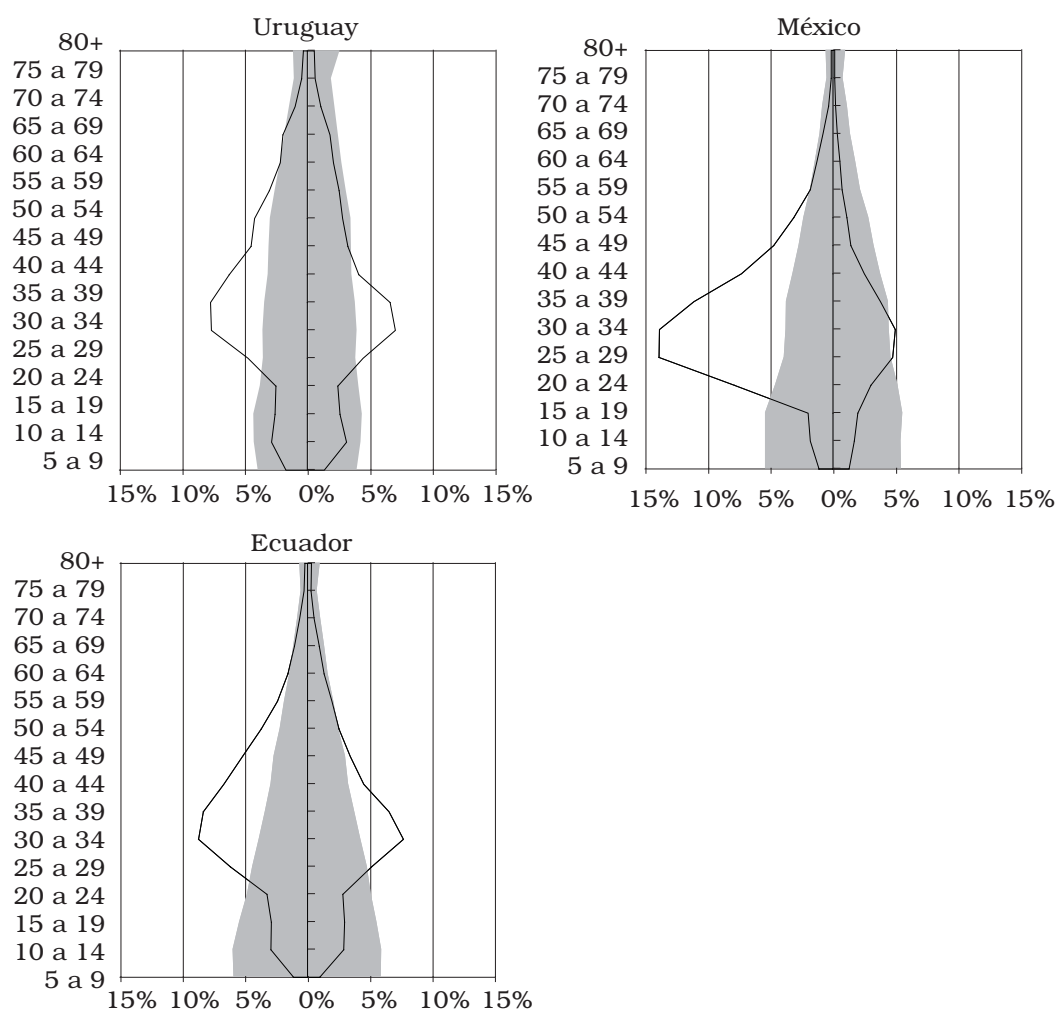 Uruguay
80+
75 a 79
70 a 74
65 a 69
60 a 64
55 a 59
50 a 54
45 a 49
40 a 44
35 a 39
30 a 34
25 a 29
20 a 24
15 a 19
10 a 14
5 a 9
15% 10% 5% 0% 5% 10% 15%
México
80+
75 a 79
70 a 74
65 a 69
60 a 64
55 a 59
50 a 54
45 a 49
40 a 44
35 a 39
30 a 34
25 a 29
20 a 24
15 a 19
10 a 14
5 a 9
15% 10% 5% 0% 5% 10% 15%
Ecuador
80+
75 a 79
70 a 74
65 a 69
60 a 64
55 a 59
50 a 54
45 a 49
40 a 44
35 a 39
30 a 34
25 a 29
20 a 24
15 a 19
10 a 14
5 a 9
15% 10% 5% 0% 5% 10% 15%